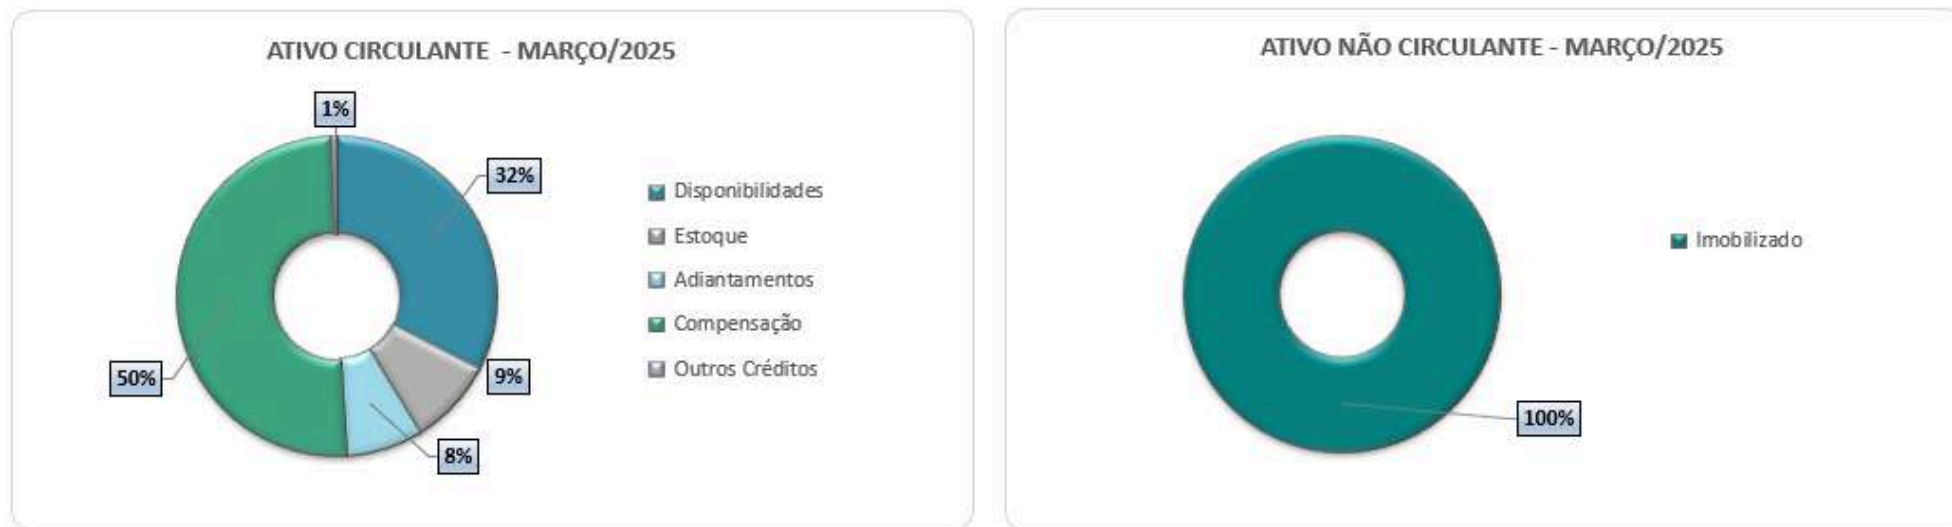 ATIVO CIRCULANTE - MARÇO/2025
1%
32%
9%
8%
50%
Disponibilidades
Estoque
Adiantamentos
Compensação
Outros Créditos
ATIVO NÃO CIRCULANTE - MARÇO/2025
Imobilizado
100%